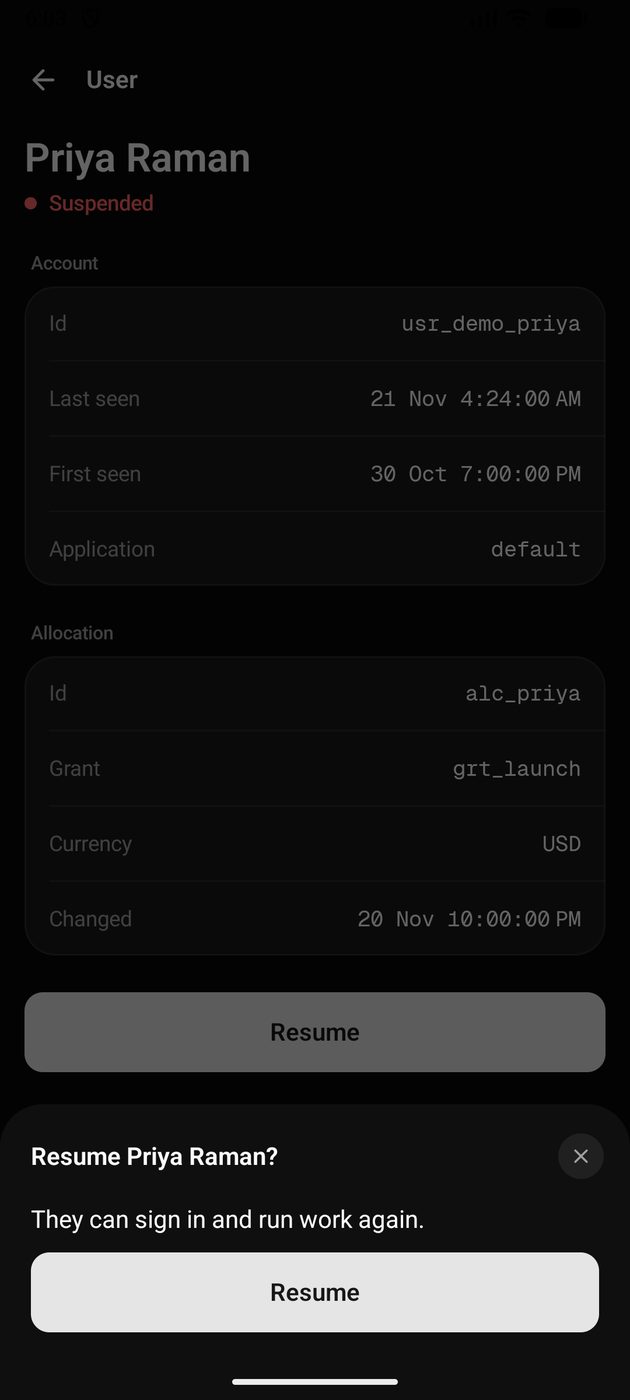 6:03
User
Priya Raman
Suspended
Account
Id usr_demo_priya
Last seen 21 Nov 4:24:00 AM
First seen 30 Oct 7:00:00 PM
Application default
Allocation
Id alc_priya
Grant grt_launch
Currency USD
Changed 20 Nov 10:00:00 PM
Resume
Resume Priya Raman?
They can sign in and run work again.
Resume